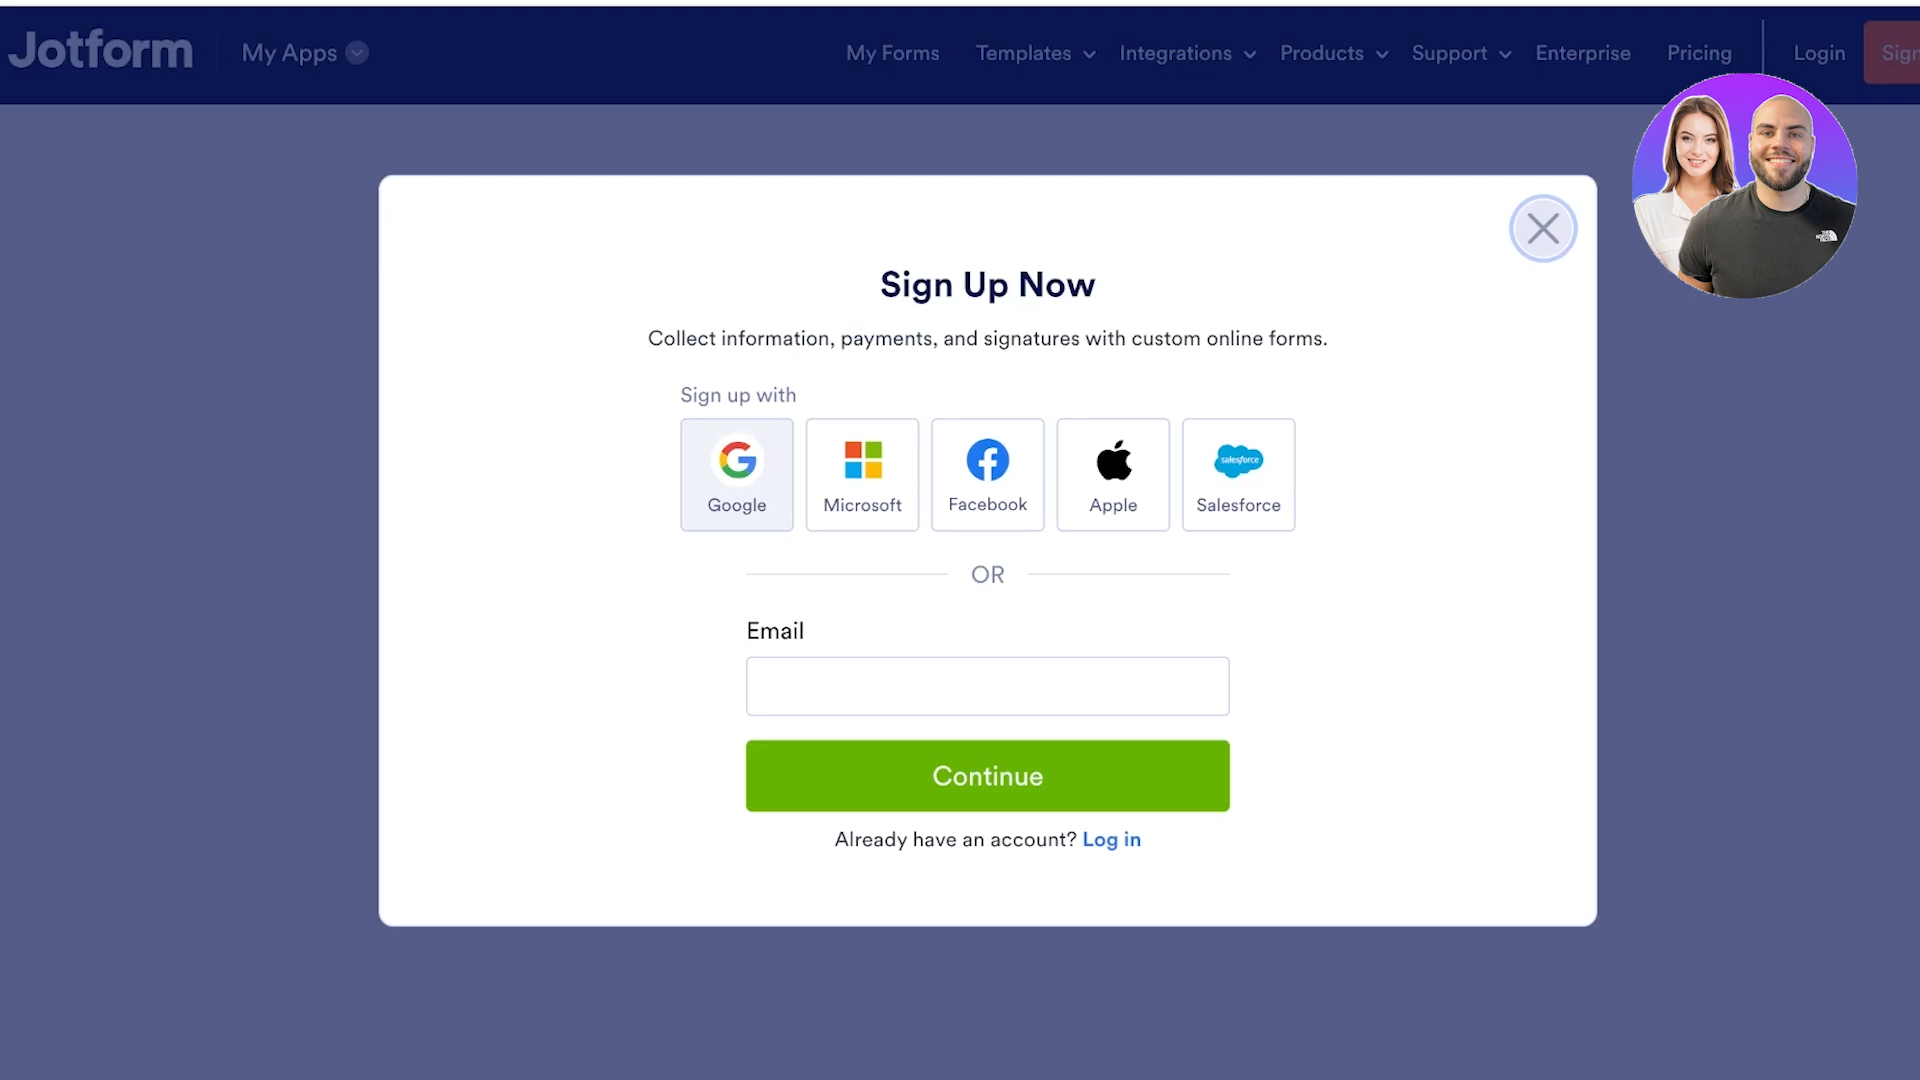 Jotform My Apps My Forms Templates Integrations Products Support Enterprise Pricing Login Sign
Sign Up Now
Collect information, payments, and signatures with custom online forms.
Sign up with
Google Microsoft Facebook Apple salesforce Salesforce
OR
Email
Continue
Already have an account? Log in